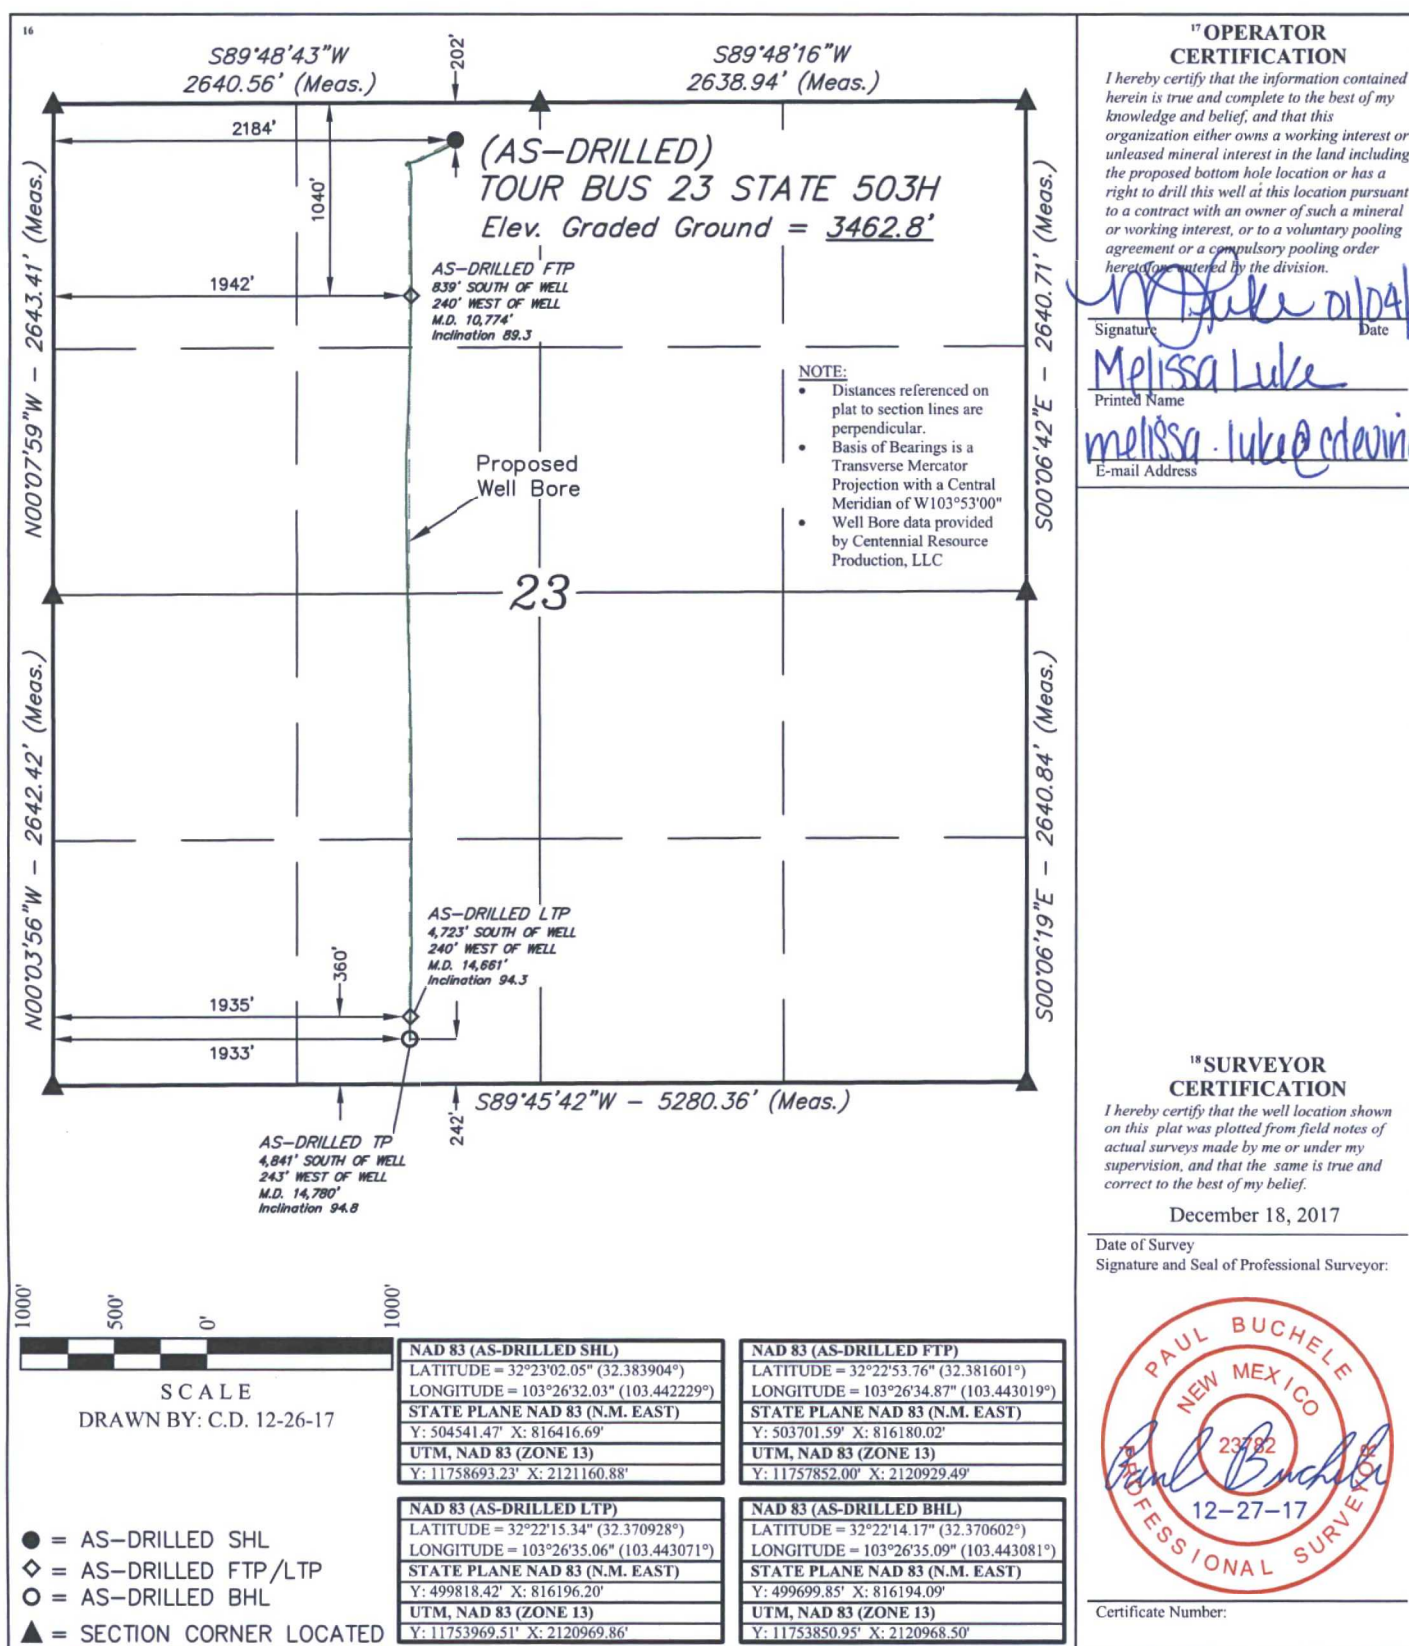 16
S89°48'43"W
2640.56' (Meas.)
202'
S89°48'16"W
2638.94' (Meas.)
2184'
1040'
(AS-DRILLED)
TOUR BUS 23 STATE 503H
Elev. Graded Ground = 3462.8'
N00°07'59"W - 2643.41' (Meas.)
S00°06'42"E - 2640.71' (Meas.)
1942'
AS-DRILLED FTP
839' SOUTH OF WELL
240' WEST OF WELL
M.D. 10,774'
Inclination 89.3
NOTE:
• Distances referenced on
plat to section lines are
perpendicular.
• Basis of Bearings is a
Transverse Mercator
Projection with a Central
Meridian of W103°53'00"
• Well Bore data provided
by Centennial Resource
Production, LLC
Proposed
Well Bore
23
N00°03'56"W - 2642.42' (Meas.)
S00°06'19"E - 2640.84' (Meas.)
AS-DRILLED LTP
4,723' SOUTH OF WELL
240' WEST OF WELL
M.D. 14,661'
Inclination 94.3
360'
1935'
1933'
S89°45'42"W - 5280.36' (Meas.)
242'
AS-DRILLED TP
4,841' SOUTH OF WELL
243' WEST OF WELL
M.D. 14,780'
Inclination 94.8
1000'
500'
0'
1000'
SCALE
DRAWN BY: C.D. 12-26-17
● = AS-DRILLED SHL
◇ = AS-DRILLED FTP/LTP
O = AS-DRILLED BHL
▲ = SECTION CORNER LOCATED
NAD 83 (AS-DRILLED SHL)
LATITUDE = 32°23'02.05" (32.383904°)
LONGITUDE = 103°26'32.03" (103.442229°)
STATE PLANE NAD 83 (N.M. EAST)
Y: 504541.47' X: 816416.69'
UTM, NAD 83 (ZONE 13)
Y: 11758693.23' X: 2121160.88'
NAD 83 (AS-DRILLED FTP)
LATITUDE = 32°22'53.76" (32.381601°)
LONGITUDE = 103°26'34.87" (103.443019°)
STATE PLANE NAD 83 (N.M. EAST)
Y: 503701.59' X: 816180.02'
UTM, NAD 83 (ZONE 13)
Y: 11757852.00' X: 2120929.49'
NAD 83 (AS-DRILLED LTP)
LATITUDE = 32°22'15.34" (32.370928°)
LONGITUDE = 103°26'35.06" (103.443071°)
STATE PLANE NAD 83 (N.M. EAST)
Y: 499818.42' X: 816196.20'
UTM, NAD 83 (ZONE 13)
Y: 11753969.51' X: 2120969.86'
NAD 83 (AS-DRILLED BHL)
LATITUDE = 32°22'14.17" (32.370602°)
LONGITUDE = 103°26'35.09" (103.443081°)
STATE PLANE NAD 83 (N.M. EAST)
Y: 499699.85' X: 816194.09'
UTM, NAD 83 (ZONE 13)
Y: 11753850.95' X: 2120968.50'
17 OPERATOR
CERTIFICATION
I hereby certify that the information contained
herein is true and complete to the best of my
knowledge and belief, and that this
organization either owns a working interest or
unleased mineral interest in the land including
the proposed bottom hole location or has a
right to drill this well at this location pursuant
to a contract with an owner of such a mineral
or working interest, or to a voluntary pooling
agreement or a compulsory pooling order
heretofore entered by the division.
Luke 01/04/
Signature Date
Melissa Luke
Printed Name
melissa.luke@cdevin
E-mail Address
18 SURVEYOR
CERTIFICATION
I hereby certify that the well location shown
on this plat was plotted from field notes of
actual surveys made by me or under my
supervision, and that the same is true and
correct to the best of my belief.
December 18, 2017
Date of Survey
Signature and Seal of Professional Surveyor:
PAUL BUCHELE
NEW MEXICO
23782
Paul Buchele
12-27-17
PROFESSIONAL SURVEYOR
Certificate Number: